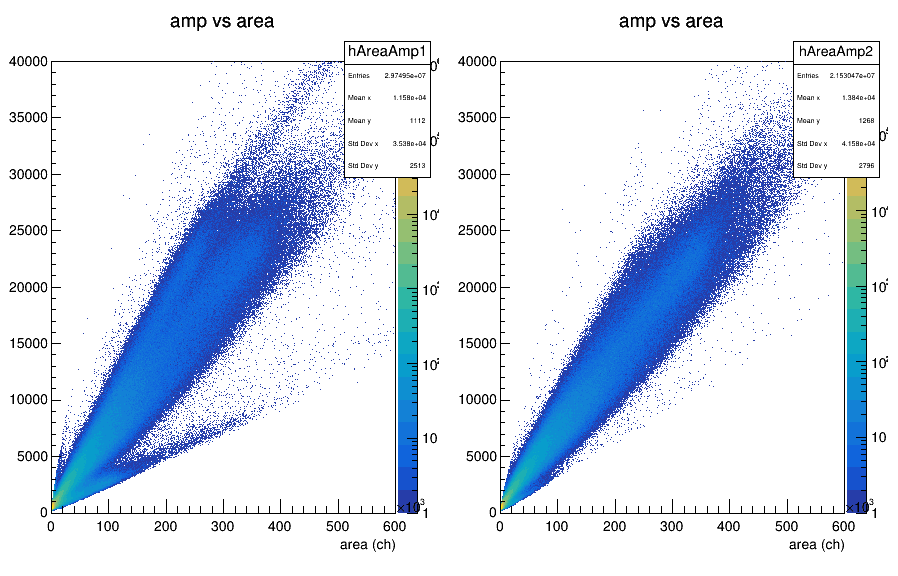 amp vs area
hAreaAmp1
Entries 2.97495e+07
Mean x 1.158e+04
Mean y 1112
Std Dev x 3.538e+04
Std Dev y 2513
40000
35000
30000
25000
20000
15000
10000
5000
0
0 100 200 300 400 500 600
×10³
area (ch)
10
1
amp vs area
hAreaAmp2
Entries 2.153047e+07
Mean x 1.384e+04
Mean y 1268
Std Dev x 4.158e+04
Std Dev y 2796
40000
35000
30000
25000
20000
15000
10000
5000
0
0 100 200 300 400 500 600
×10³
area (ch)
10
1